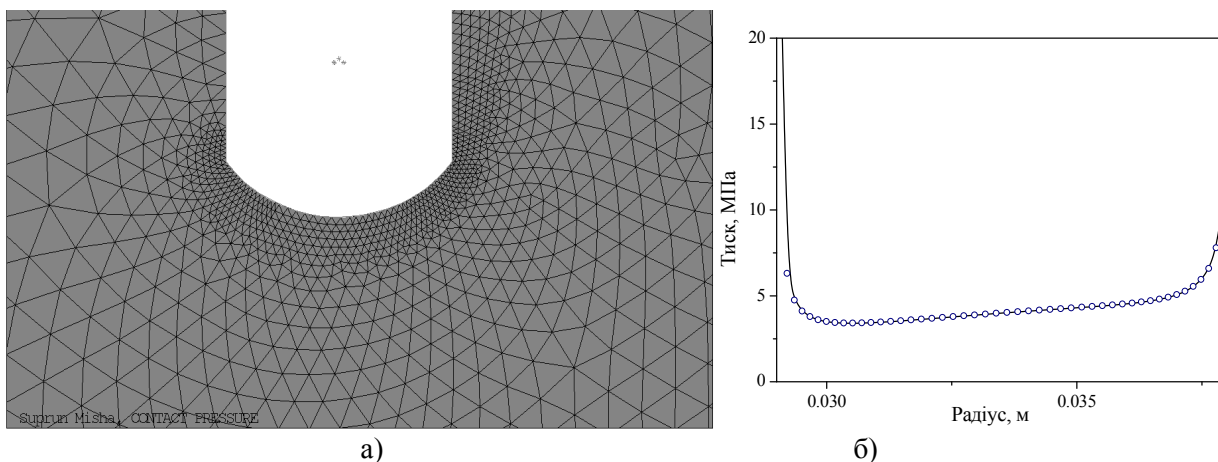 Suprun Misha, CONTACT PRESSURE
а)
20
15
10
5
0
Тиск, МПа
0.030
0.035
Радіус, м
б)